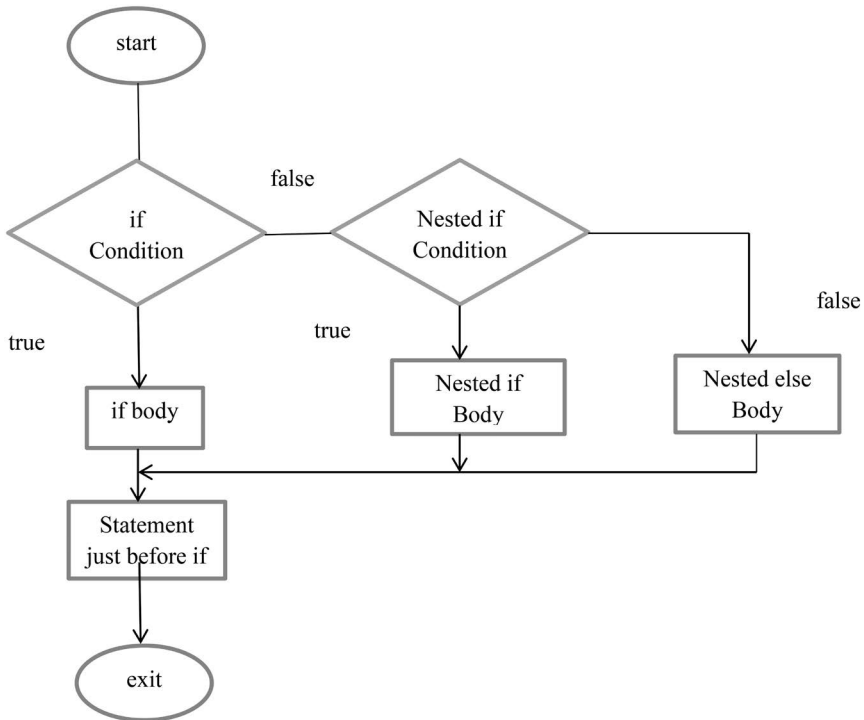 start
false
if
Condition
Nested if
Condition
true
true
false
if body
Nested if
Body
Nested else
Body
Statement
just before if
exit